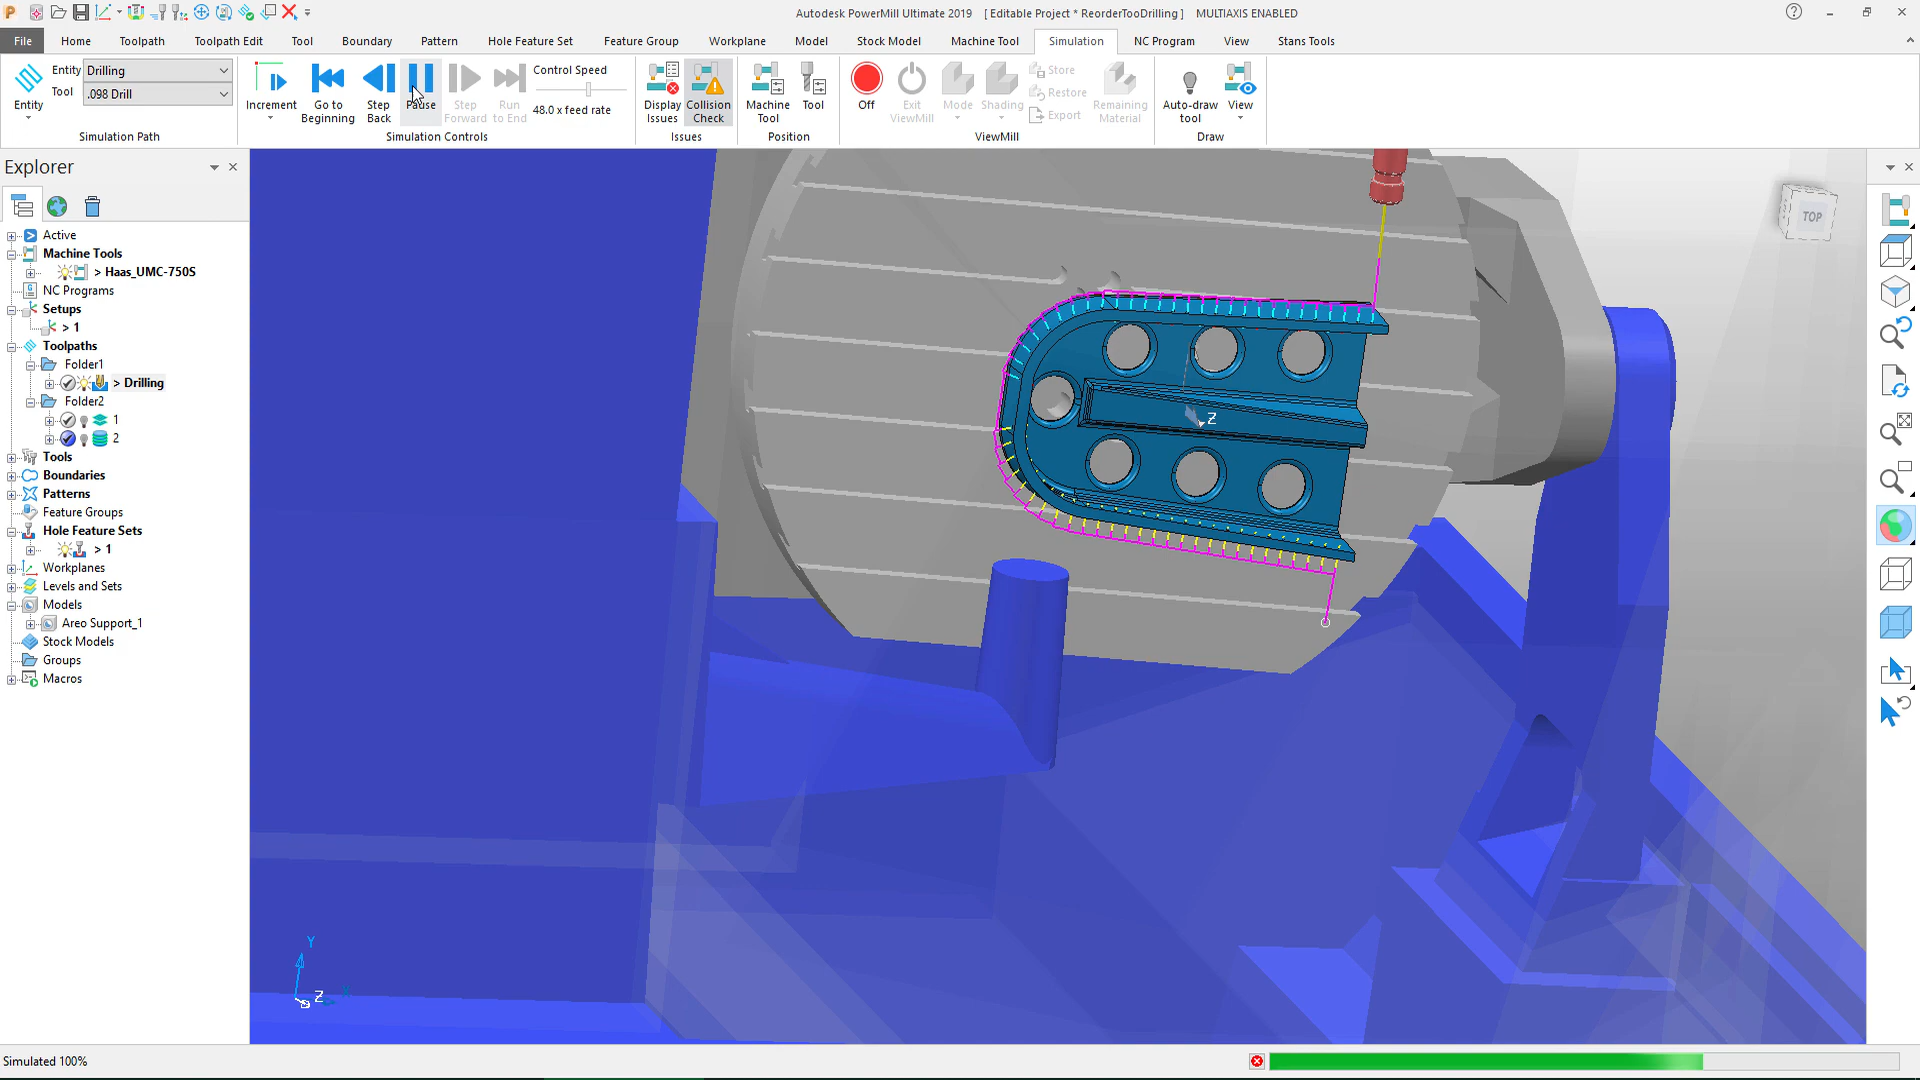 Autodesk PowerMill Ultimate 2019 [ Editable Project * ReorderTooDrilling ] MULTIAXIS ENABLED
File Home Toolpath Toolpath Edit Tool Boundary Pattern Hole Feature Set Feature Group Workplane Model Stock Model Machine Tool Simulation NC Program View Stans Tools
Entity Drilling
Tool .098 Drill
Entity
Simulation Path
Increment
Go to Beginning
Step Back
Pause
Step Forward
Run to End
Control Speed
48.0 x feed rate
Simulation Controls
Display Issues
Collision Check
Issues
Machine Tool
Tool
Position
Off
Exit ViewMill
Mode
Shading
Store
Restore
Export
Remaining Material
ViewMill
Auto-draw tool
View
Draw
Explorer
Active
Machine Tools
> Haas_UMC-750S
NC Programs
Setups
> 1
Toolpaths
Folder1
> Drilling
Folder2
1
2
Tools
Boundaries
Patterns
Feature Groups
Hole Feature Sets
> 1
Workplanes
Levels and Sets
Models
Areo Support_1
Stock Models
Groups
Macros
TOP
Z
Y
Z
X
Simulated 100%